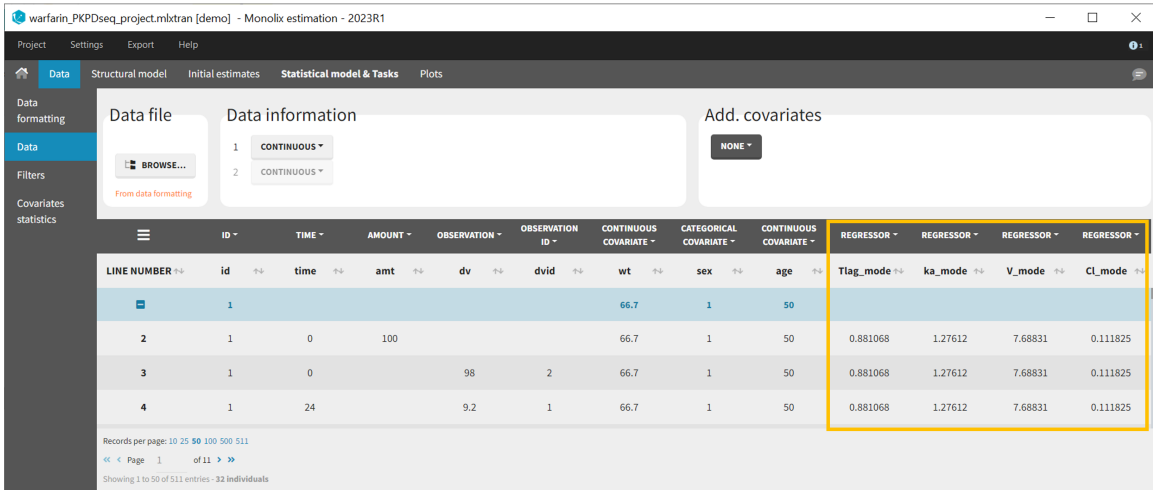 warfarin_PKPDseq_project.mlxtran [demo] - Monolix estimation - 2023R1
Project Settings Export Help
1
Data Structural model Initial estimates Statistical model & Tasks Plots
Data formatting
Data
Filters
Covariates statistics
Data file
BROWSE...
From data formatting
Data information
1 CONTINUOUS
2 CONTINUOUS
Add. covariates
NONE
ID TIME AMOUNT OBSERVATION OBSERVATION ID CONTINUOUS COVARIATE CATEGORICAL COVARIATE CONTINUOUS COVARIATE REGRESSOR REGRESSOR REGRESSOR REGRESSOR
LINE NUMBER id time amt dv dvid wt sex age Tlag_mode ka_mode V_mode Cl_mode
1 66.7 1 50
2 1 0 100 66.7 1 50 0.881068 1.27612 7.68831 0.111825
3 1 0 98 2 66.7 1 50 0.881068 1.27612 7.68831 0.111825
4 1 24 9.2 1 66.7 1 50 0.881068 1.27612 7.68831 0.111825
Records per page: 10 25 50 100 500 511
<< < Page 1 of 11 > >>
Showing 1 to 50 of 511 entries - 32 individuals